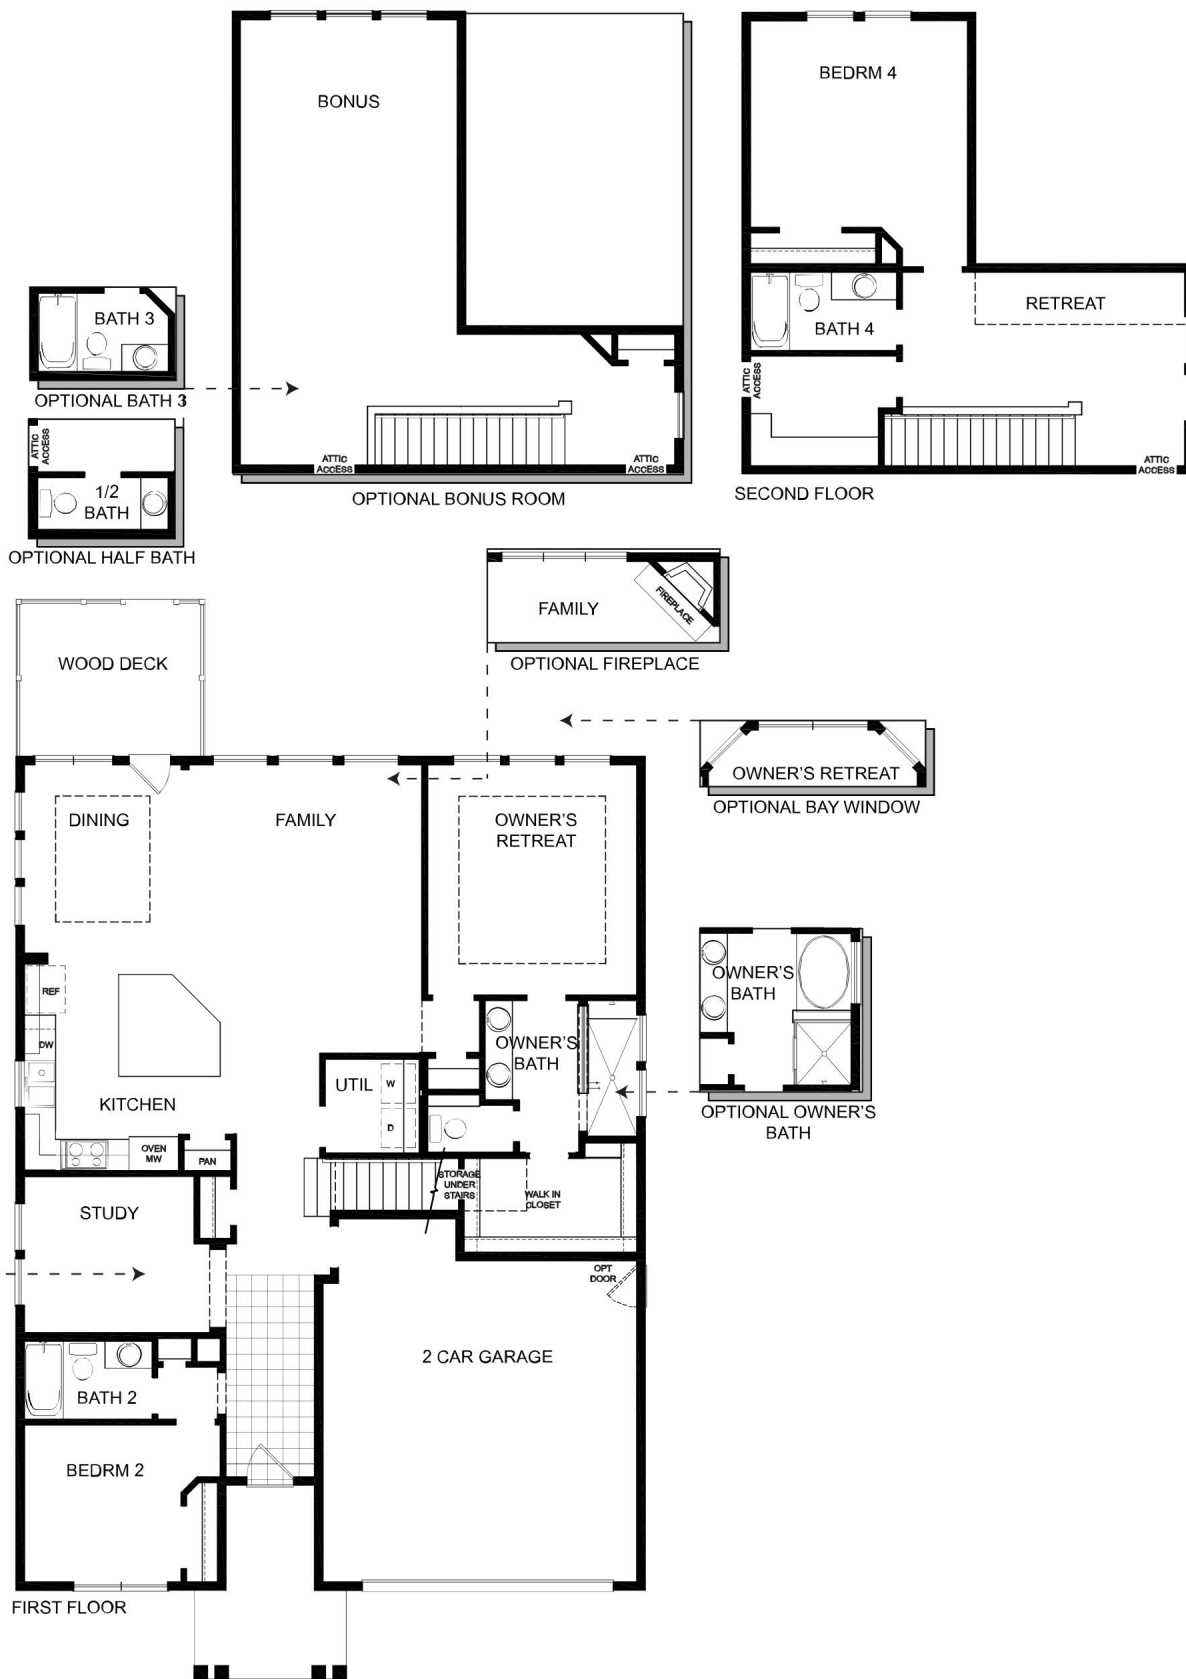 BONUS
ATTIC
ACCESS
ATTIC
ACCESS
OPTIONAL BONUS ROOM
BEDRM 4
RETREAT
BATH 4
ATTIC
ACCESS
ATTIC
ACCESS
SECOND FLOOR
BATH 3
OPTIONAL BATH 3
ATTIC
ACCESS
1/2
BATH
OPTIONAL HALF BATH
FAMILY
FIREPLACE
OPTIONAL FIREPLACE
WOOD DECK
OWNER'S RETREAT
OPTIONAL BAY WINDOW
DINING
FAMILY
OWNER'S
RETREAT
OWNER'S
BATH
OPTIONAL OWNER'S
BATH
REF
DW
KITCHEN
OVEN
MW
PAN
UTIL
W
D
OWNER'S
BATH
STORAGE
UNDER
STAIRS
WALK IN
CLOSET
STUDY
OPT
DOOR
2 CAR GARAGE
BATH 2
BEDRM 2
FIRST FLOOR